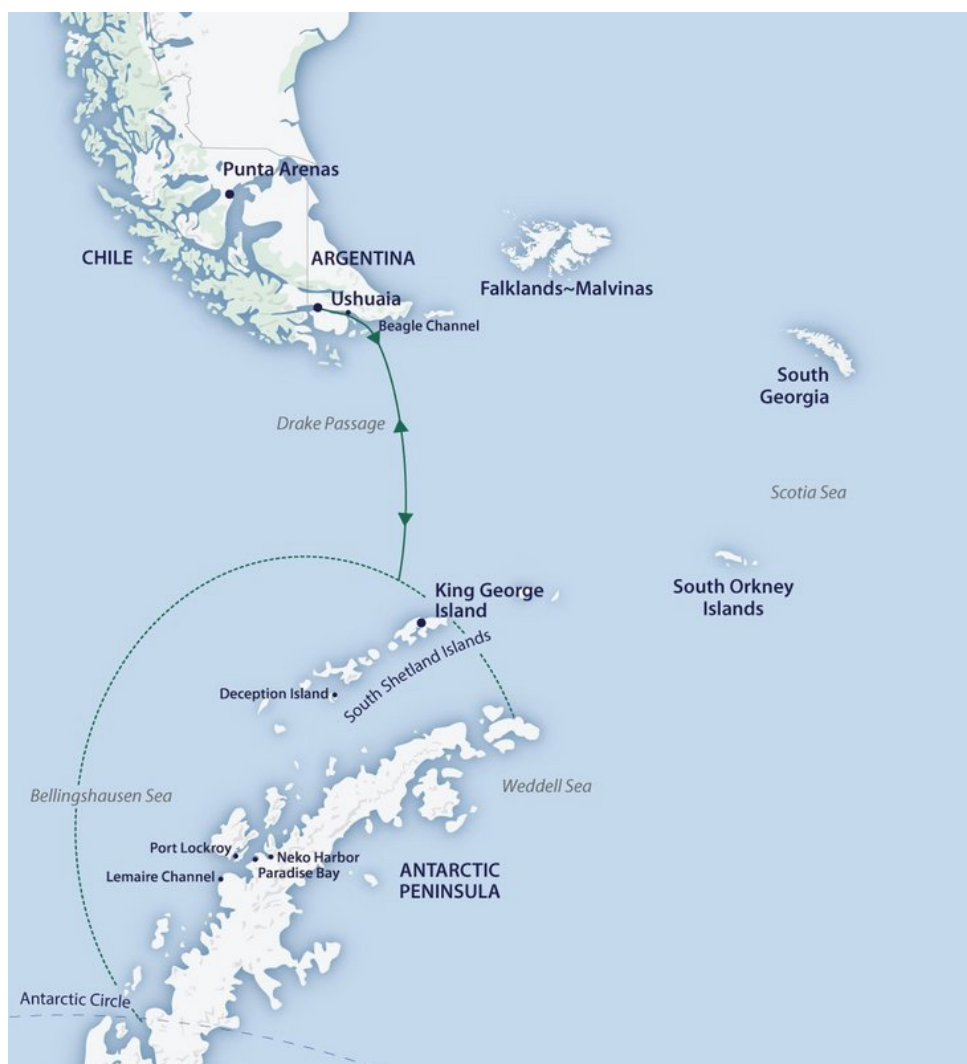 Punta Arenas
CHILE
ARGENTINA
Falklands~Malvinas
Ushuaia
Beagle Channel
South
Georgia
Drake Passage
Scotia Sea
King George
Island
South Orkney
Islands
South Shetland Islands
Deception Island
Weddell Sea
Bellingshausen Sea
Port Lockroy
Neko Harbor
Paradise Bay
Lemaire Channel
ANTARCTIC
PENINSULA
Antarctic Circle